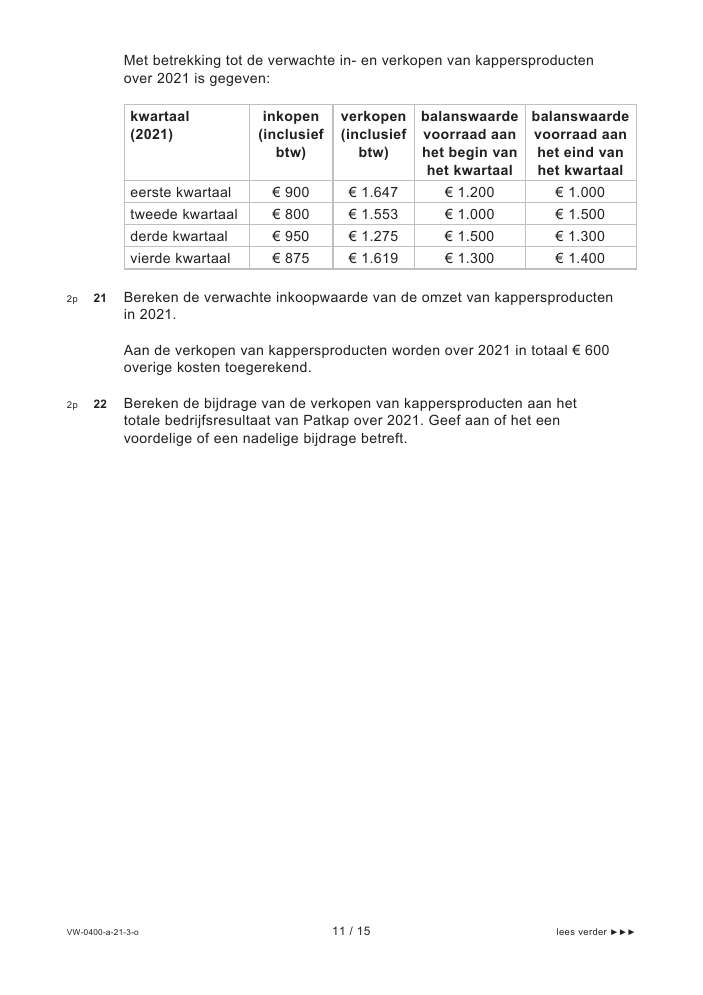 Met betrekking tot de verwachte in- en verkopen van kappersproducten
over 2021 is gegeven:
kwartaal (2021) inkopen (inclusief btw) verkopen (inclusief btw) balanswaarde voorraad aan het begin van het kwartaal balanswaarde voorraad aan het eind van het kwartaal
eerste kwartaal € 900 € 1.647 € 1.200 € 1.000
tweede kwartaal € 800 € 1.553 € 1.000 € 1.500
derde kwartaal € 950 € 1.275 € 1.500 € 1.300
vierde kwartaal € 875 € 1.619 € 1.300 € 1.400
2p 21 Bereken de verwachte inkoopwaarde van de omzet van kappersproducten
in 2021.
Aan de verkopen van kappersproducten worden over 2021 in totaal € 600
overige kosten toegerekend.
2p 22 Bereken de bijdrage van de verkopen van kappersproducten aan het
totale bedrijfsresultaat van Patkap over 2021. Geef aan of het een
voordelige of een nadelige bijdrage betreft.
VW-0400-a-21-3-o 11 / 15 lees verder ►►►